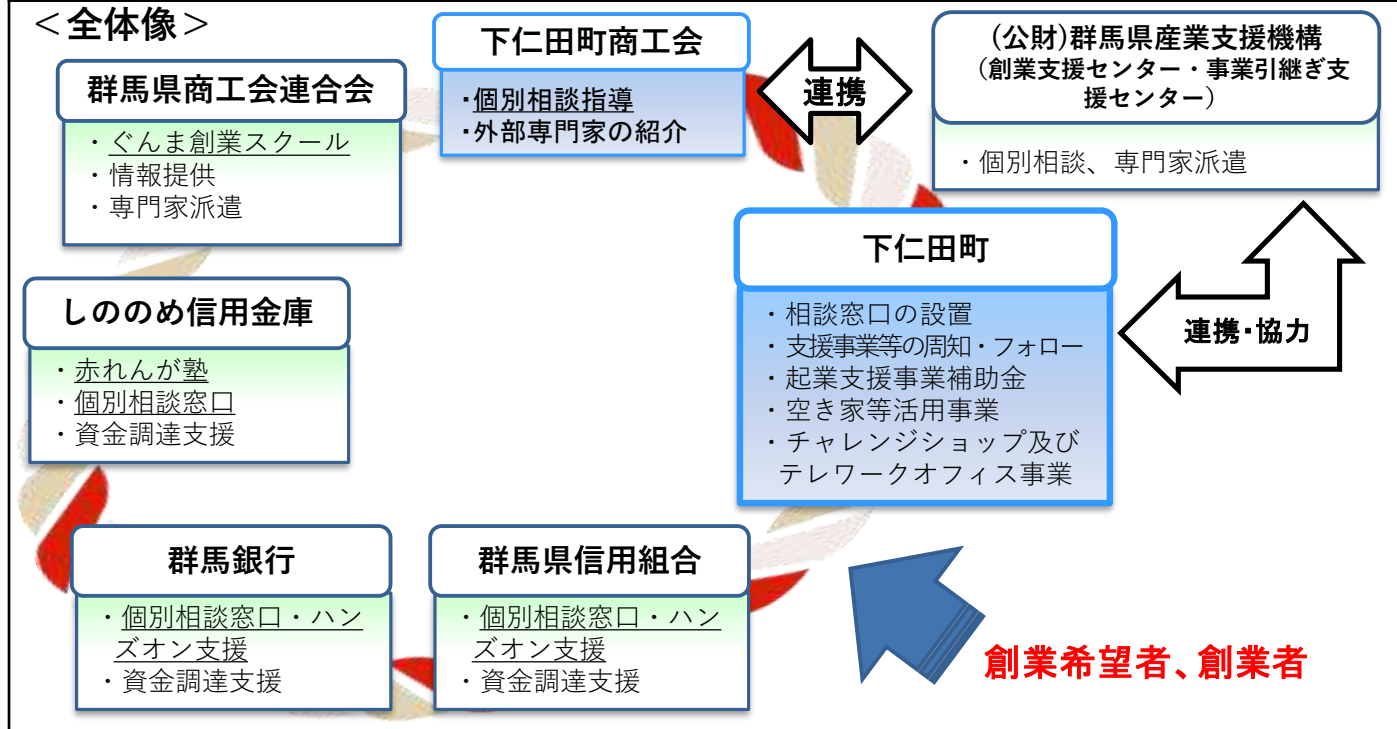 ＜全体像＞
下仁田町商工会
・個別相談指導
・外部専門家の紹介
連携
(公財)群馬県産業支援機構
（創業支援センター・事業引継ぎ支
援センター）
・個別相談、専門家派遣
群馬県商工会連合会
・ぐんま創業スクール
・情報提供
・専門家派遣
下仁田町
・相談窓口の設置
・支援事業等の周知・フォロー
・起業支援事業補助金
・空き家等活用事業
・チャレンジショップ及び
テレワークオフィス事業
連携・協力
しののめ信用金庫
・赤れんが塾
・個別相談窓口
・資金調達支援
群馬銀行
・個別相談窓口・ハン
ズオン支援
・資金調達支援
群馬県信用組合
・個別相談窓口・ハン
ズオン支援
・資金調達支援
創業希望者、創業者